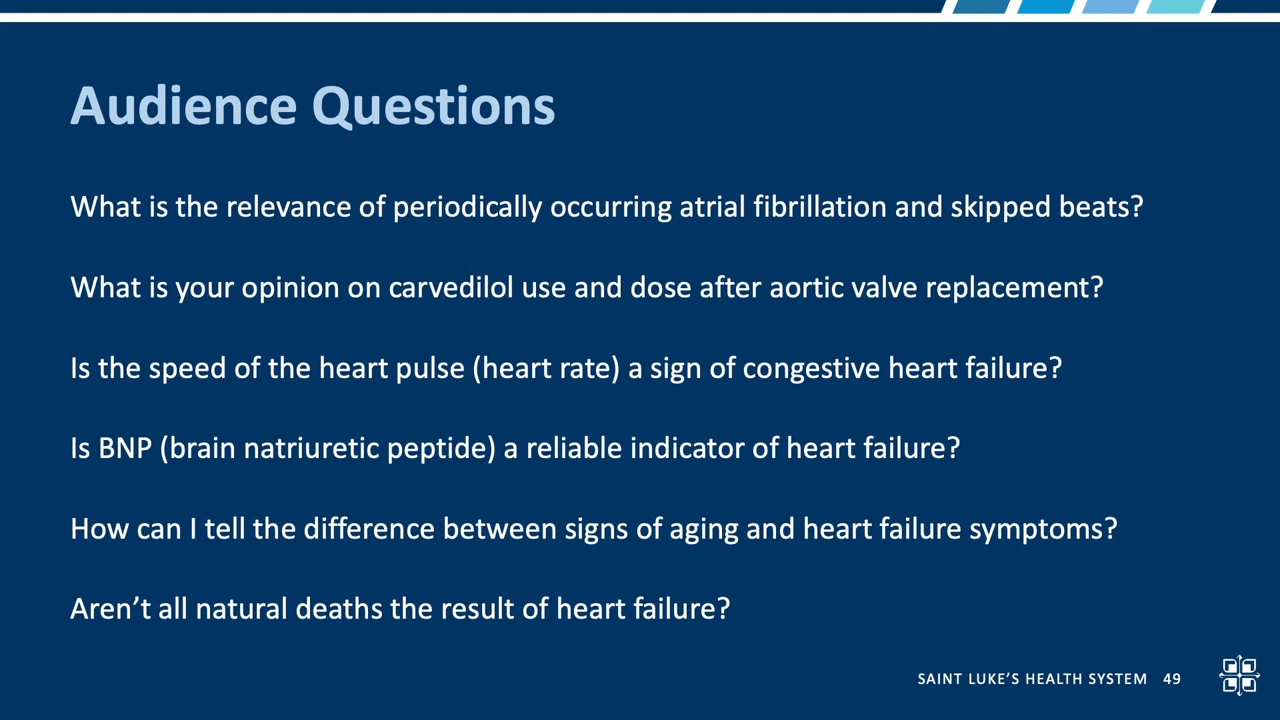 Audience Questions
What is the relevance of periodically occurring atrial fibrillation and skipped beats?
What is your opinion on carvedilol use and dose after aortic valve replacement?
Is the speed of the heart pulse (heart rate) a sign of congestive heart failure?
Is BNP (brain natriuretic peptide) a reliable indicator of heart failure?
How can I tell the difference between signs of aging and heart failure symptoms?
Aren’t all natural deaths the result of heart failure?
SAINT LUKE’S HEALTH SYSTEM 49